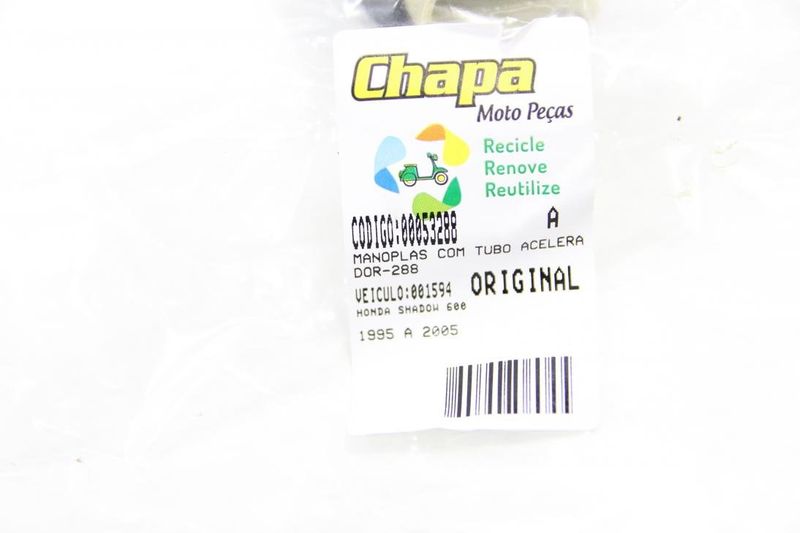 Chapa
Moto Peças
Recicle
Renove
Reutilize
CODIGO:00053288 A
MANOPLAS COM TUBO ACELERA
DOR-288
VEICULO:001594 ORIGINAL
HONDA SHADOW 600
1995 A 2005